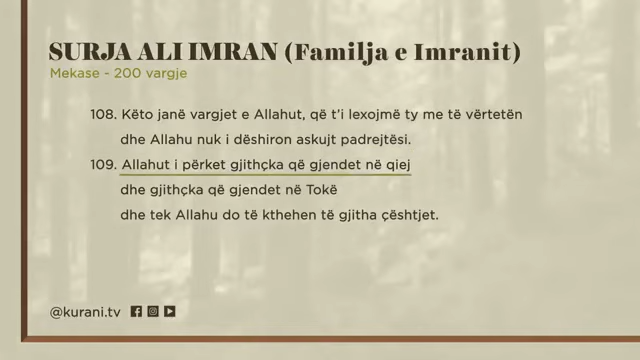 SURJA ALI IMRAN (Familja e Imranit)
Mekase - 200 vargje
108. Këto janë vargjet e Allahut, që t'i lexojmë ty me të vërtetën
dhe Allahu nuk i dëshiron askujt padrejtësi.
109. Allahut i përket gjithçka që gjendet në qiej
dhe gjithçka që gjendet në Tokë
dhe tek Allahu do të kthehen të gjitha çështjet.
@kurani.tv